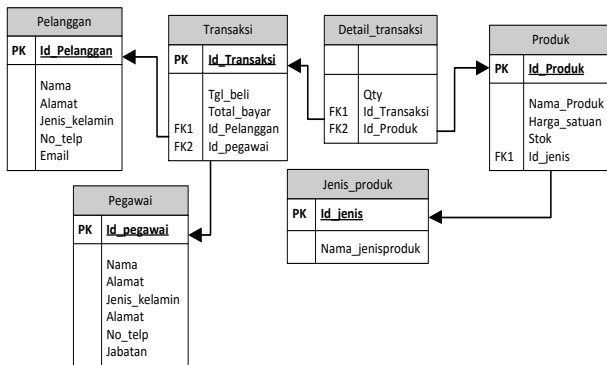 Pelanggan
PK Id_Pelanggan
Nama
Alamat
Jenis_kelamin
No_telp
Email
Transaksi
PK Id_Transaksi
Tgl_beli
Total_bayar
FK1 Id_Pelanggan
FK2 Id_pegawai
Detail_transaksi
Qty
FK1 Id_Transaksi
FK2 Id_Produk
Produk
PK Id_Produk
Nama_Produk
Harga_satuan
Stok
FK1 Id_jenis
Pegawai
PK Id_pegawai
Nama
Alamat
Jenis_kelamin
Alamat
No_telp
Jabatan
Jenis_produk
PK Id_jenis
Nama_jenisproduk